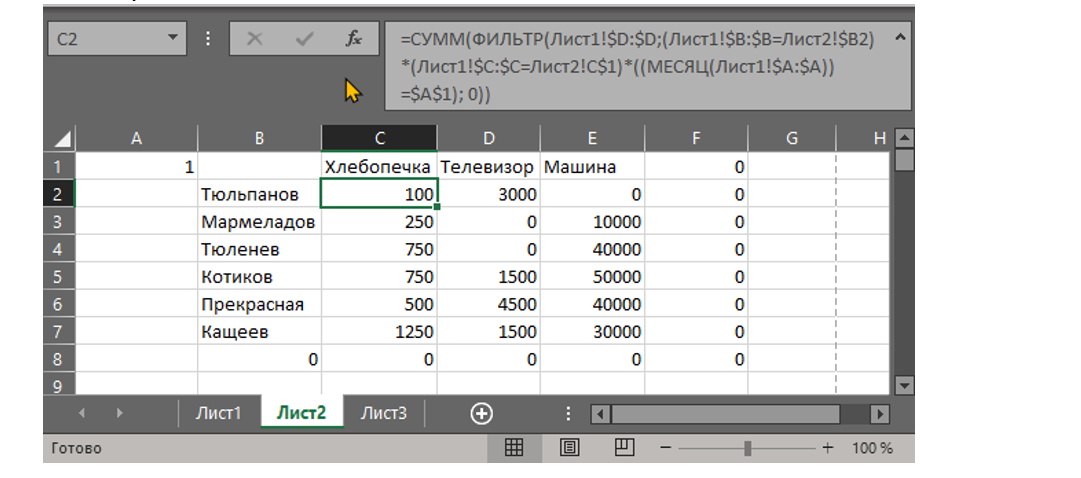 C2
=СУММ(ФИЛЬТР(Лист1!$D:$D;(Лист1!$B:$B=Лист2!$B2)
*(Лист1!$C:$C=Лист2!C$1)*((МЕСЯЦ(Лист1!$A:$A))
=$A$1); 0))
A B C D E F G H
1 1 Хлебопечка Телевизор Машина 0
2 Тюльпанов 100 3000 0 0
3 Мармеладов 250 0 10000 0
4 Тюленев 750 0 40000 0
5 Котиков 750 1500 50000 0
6 Прекрасная 500 4500 40000 0
7 Кащеев 1250 1500 30000 0
8 0 0 0 0 0
9
Лист1 Лист2 Лист3
Готово 100 %